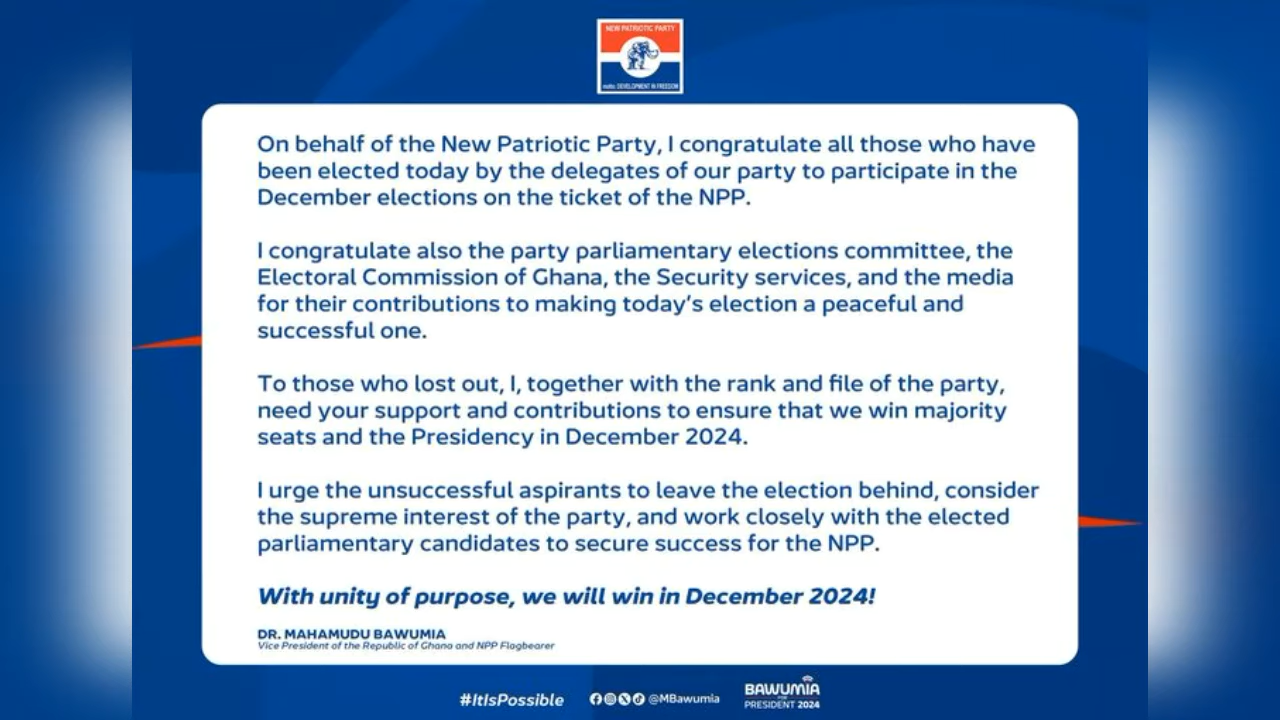 NEW PATRIOTIC PARTY
motto: DEVELOPMENT IN FREEDOM
On behalf of the New Patriotic Party, I congratulate all those who have
been elected today by the delegates of our party to participate in the
December elections on the ticket of the NPP.
I congratulate also the party parliamentary elections committee, the
Electoral Commission of Ghana, the Security services, and the media
for their contributions to making today's election a peaceful and
successful one.
To those who lost out, I, together with the rank and file of the party,
need your support and contributions to ensure that we win majority
seats and the Presidency in December 2024.
I urge the unsuccessful aspirants to leave the election behind, consider
the supreme interest of the party, and work closely with the elected
parliamentary candidates to secure success for the NPP.
With unity of purpose, we will win in December 2024!
DR. MAHAMUDU BAWUMIA
Vice President of the Republic of Ghana and NPP Flagbearer
#ItIsPossible
@MBawumia
BAWUMIA
FOR
PRESIDENT 2024